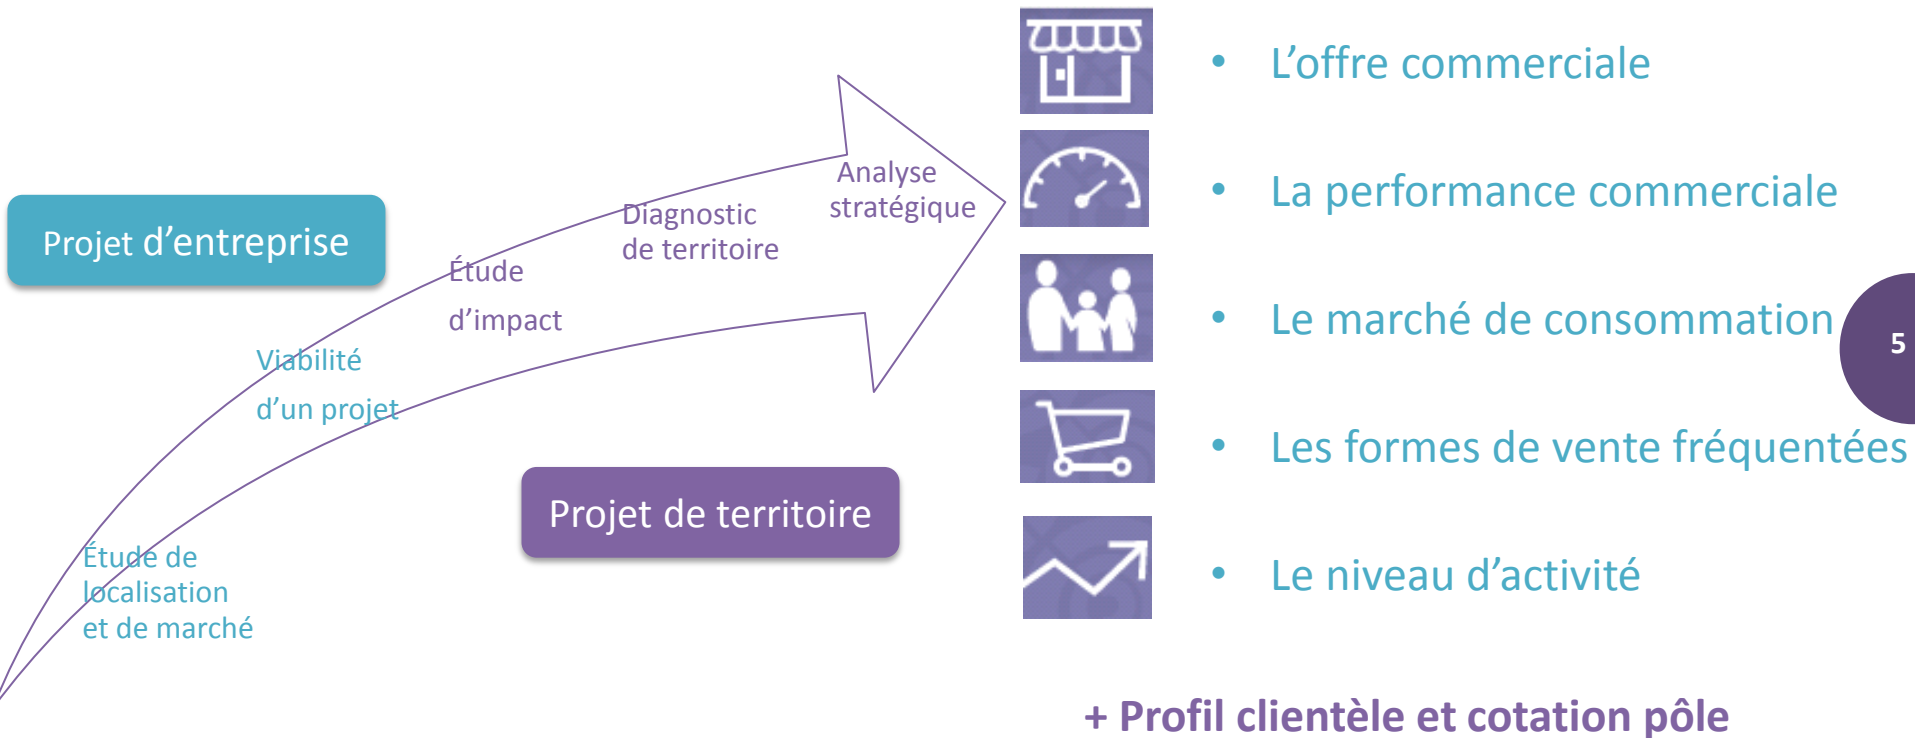 Projet d’entreprise
Étude de
localisation
et de marché
Viabilité
d’un projet
Étude
d’impact
Diagnostic
de territoire
Analyse
stratégique
Projet de territoire
• L’offre commerciale
• La performance commerciale
• Le marché de consommation
• Les formes de vente fréquentées
• Le niveau d’activité
5
+ Profil clientèle et cotation pôle